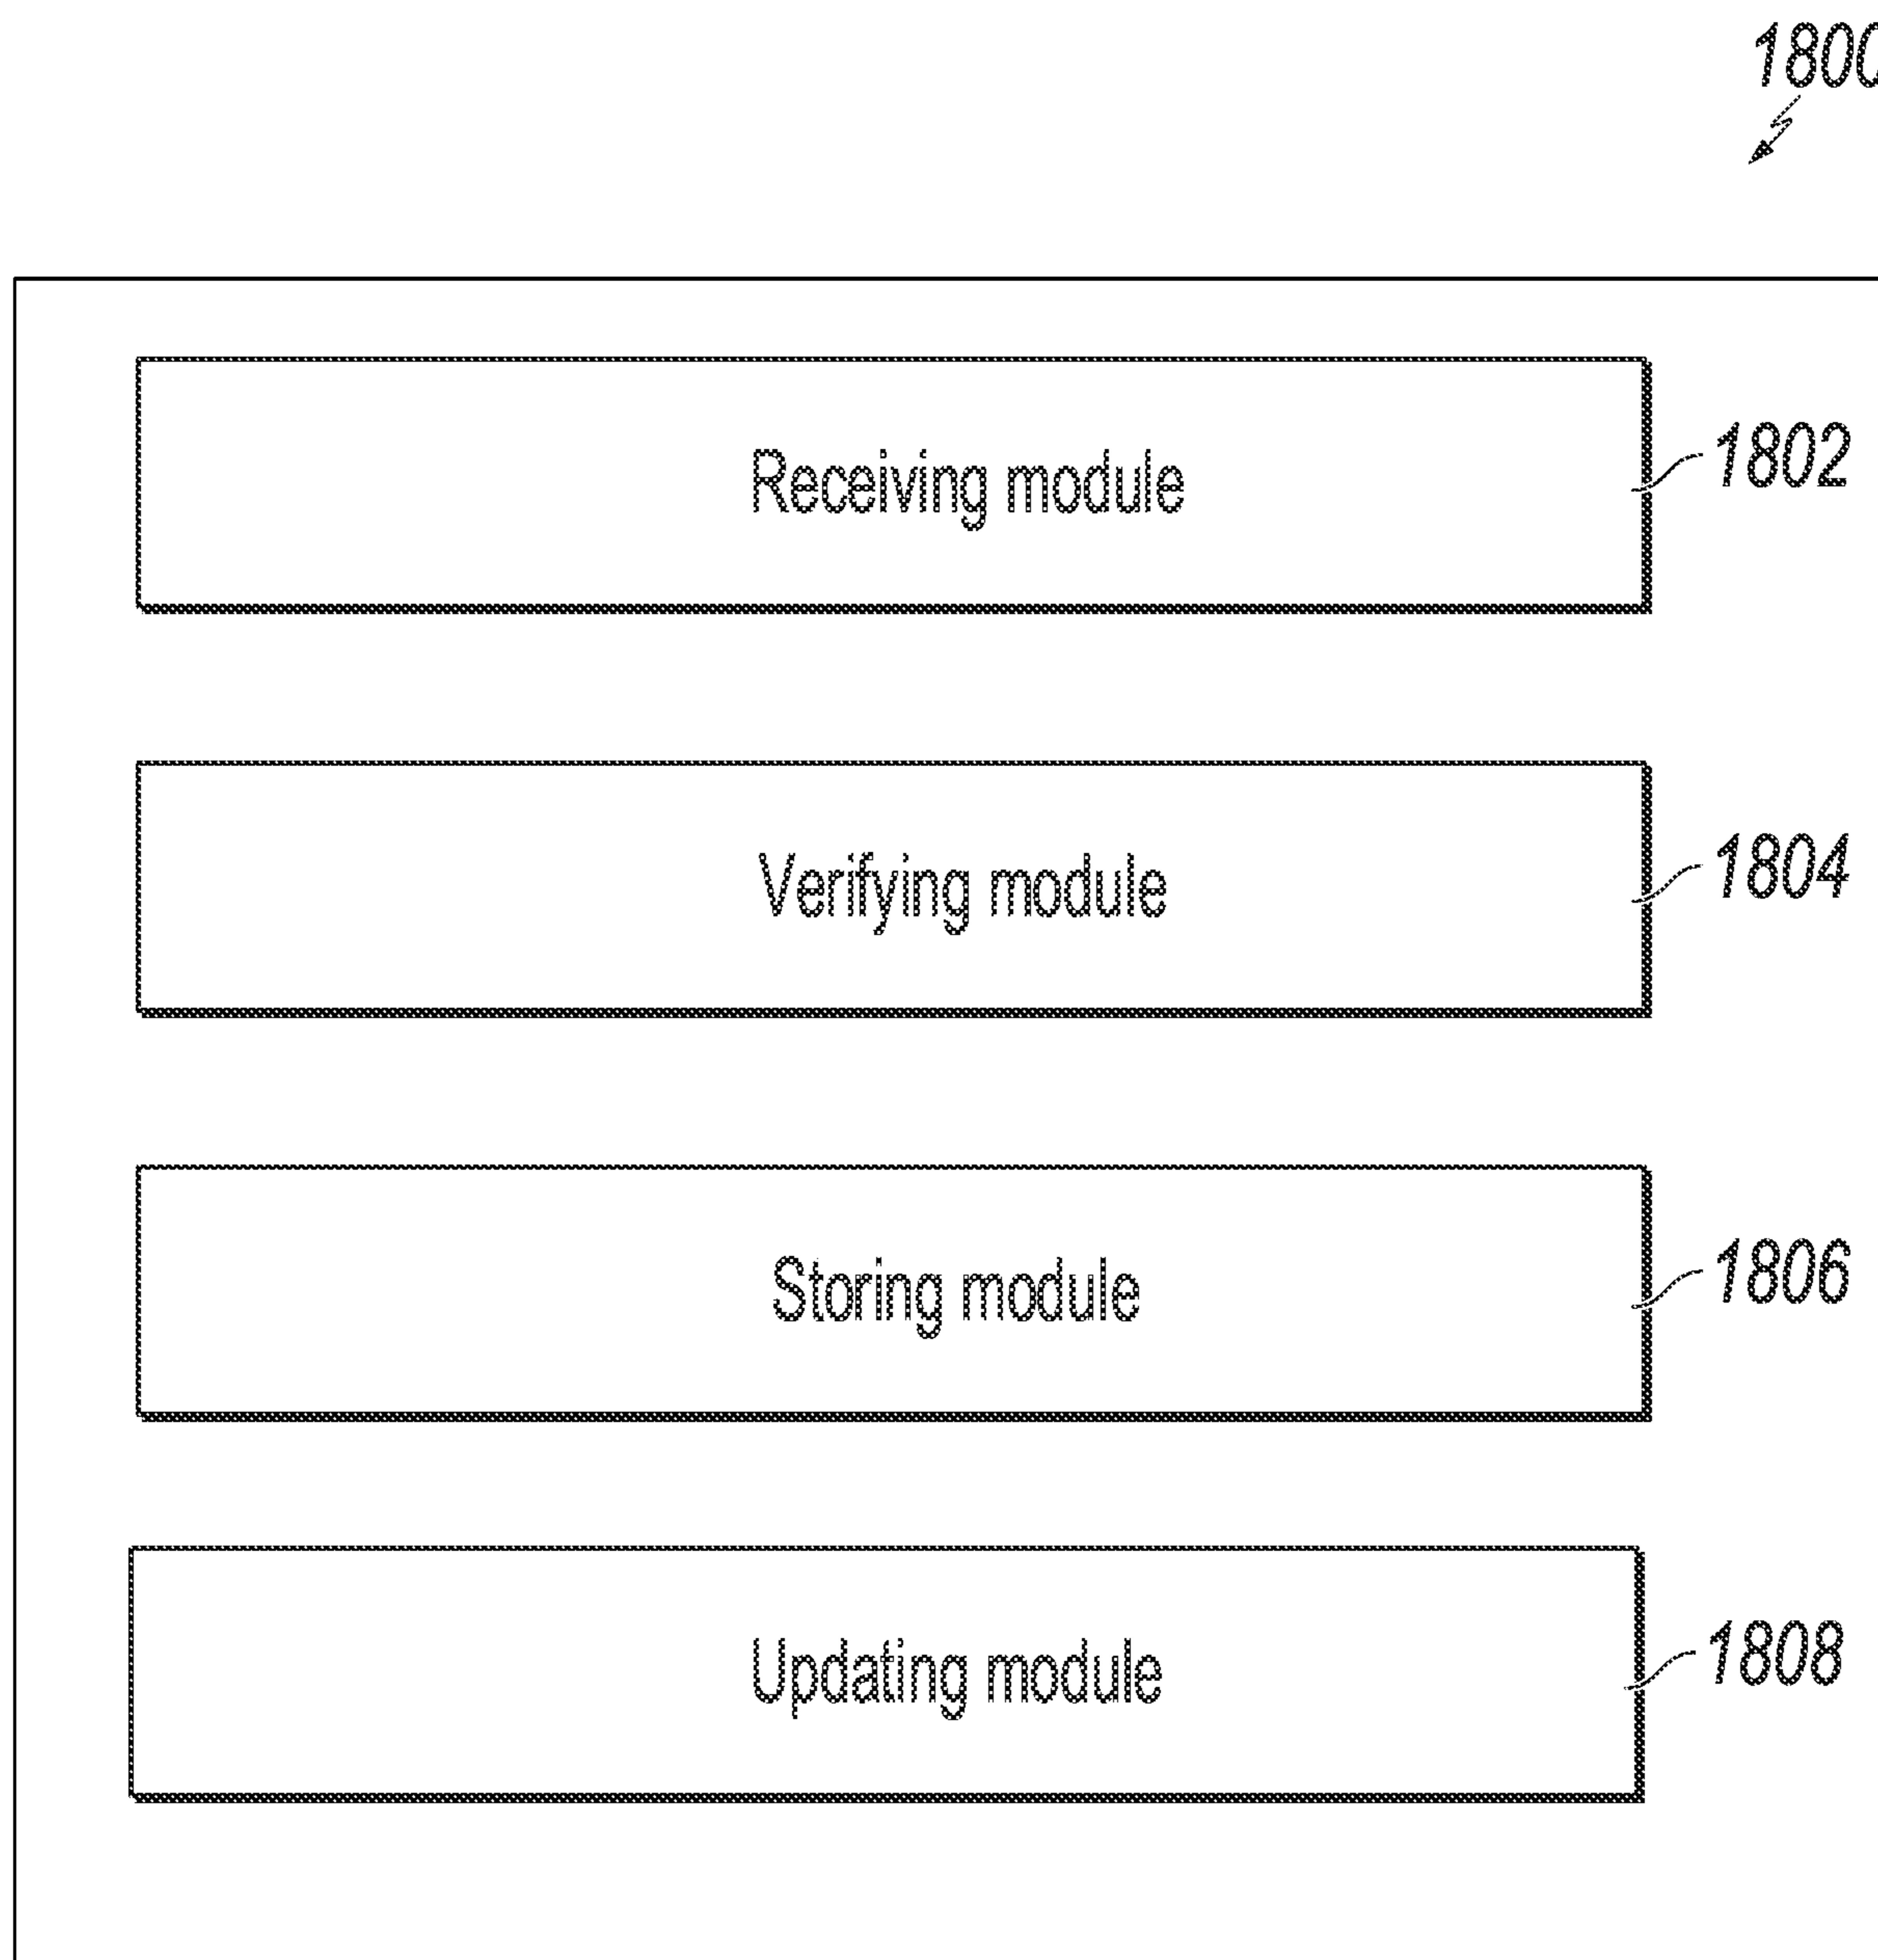 1800
Receiving module
1802
Verifying module
1804
Storing module
1806
Updating module
1808